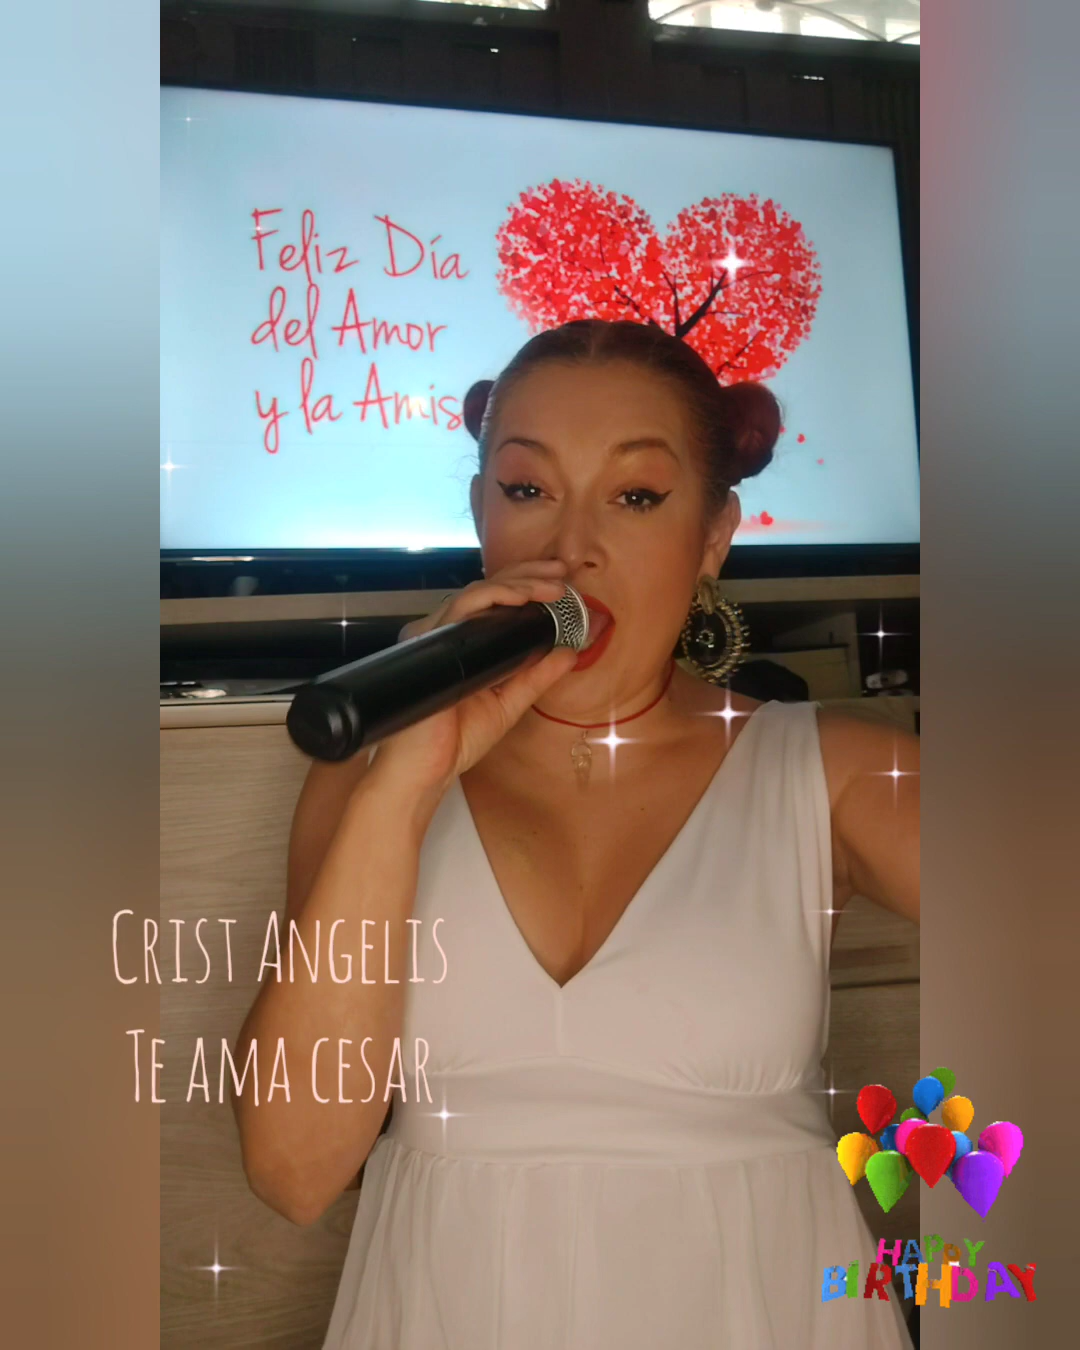 Feliz Día
del Amor
y la Amis
CRIST ANGELIS
TE AMA CESAR
HAPPY
BIRTHDAY